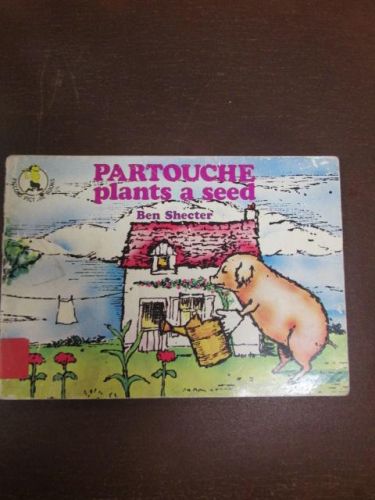 PARTOUCHE
plants a seed
Ben Shecter